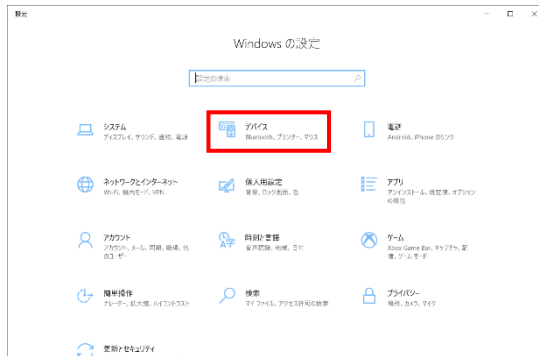 設定
Windows の設定
設定の検索
システム
ディスプレイ、サウンド、通知、電源
デバイス
Bluetooth、プリンター、マウス
電話
Android, iPhone のリンク
ネットワークとインターネット
Wi-Fi、機内モード、VPN
個人用設定
背景、ロック画面、色
アプリ
アンインストール、既定値、オプション
の機能
アカウント
アカウント、メール、同期、職場、他
のユーザー
時刻と言語
音声認識、地域、日付
ゲーム
Xbox Game Bar、キャプチャ、配
信、ゲーム モード
簡単操作
ナレーター、拡大鏡、ハイコントラスト
検索
マイ ファイル、アクセス許可の検索
プライバシー
場所、カメラ、マイク
更新とセキュリティ